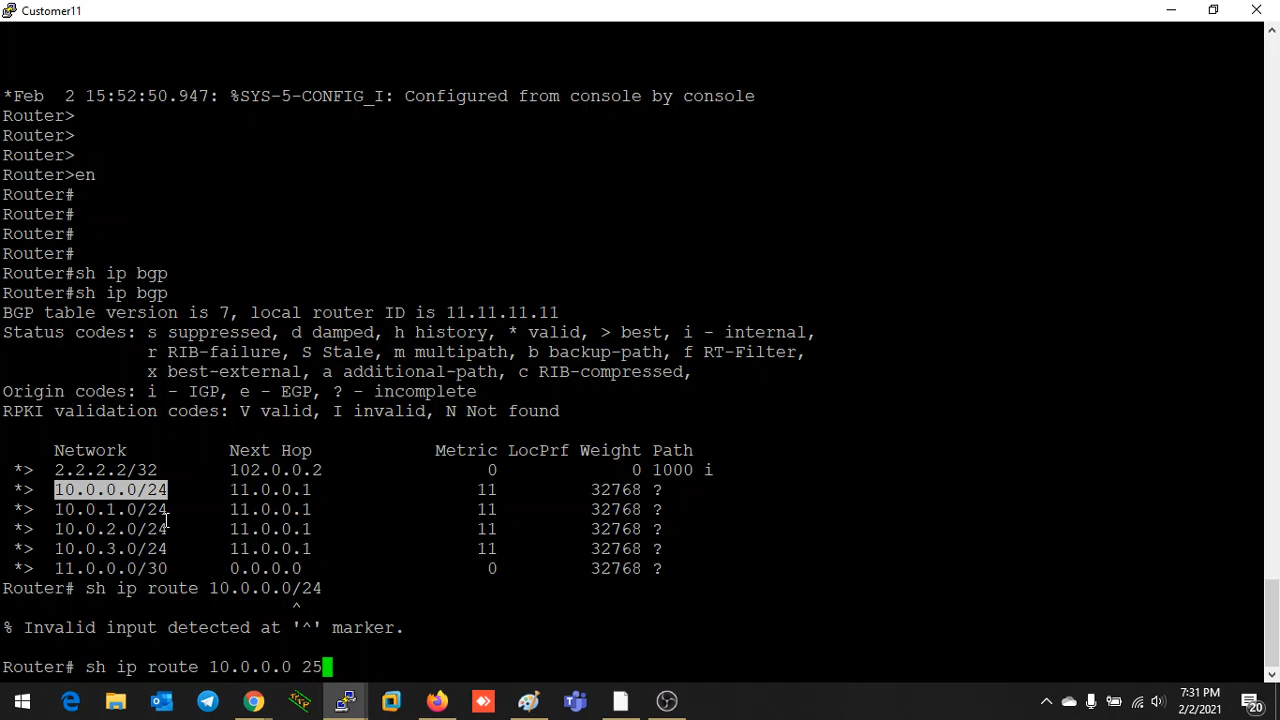 Customer11
*Feb  2 15:52:50.947: %SYS-5-CONFIG_I: Configured from console by console
Router>
Router>
Router>
Router>en
Router#
Router#
Router#
Router#
Router#sh ip bgp
Router#sh ip bgp
BGP table version is 7, local router ID is 11.11.11.11
Status codes: s suppressed, d damped, h history, * valid, > best, i - internal,
              r RIB-failure, S Stale, m multipath, b backup-path, f RT-Filter,
              x best-external, a additional-path, c RIB-compressed,
Origin codes: i - IGP, e - EGP, ? - incomplete
RPKI validation codes: V valid, I invalid, N Not found
     Network          Next Hop            Metric LocPrf Weight Path
 *>  2.2.2.2/32       102.0.0.2                0             0 1000 i
 *>  10.0.0.0/24      11.0.0.1                11         32768 ?
 *>  10.0.1.0/24      11.0.0.1                11         32768 ?
 *>  10.0.2.0/24      11.0.0.1                11         32768 ?
 *>  10.0.3.0/24      11.0.0.1                11         32768 ?
 *>  11.0.0.0/30      0.0.0.0                  0         32768 ?
Router# sh ip route 10.0.0.0/24
                            ^
% Invalid input detected at '^' marker.
Router# sh ip route 10.0.0.0 25
7:31 PM
2/2/2021
20